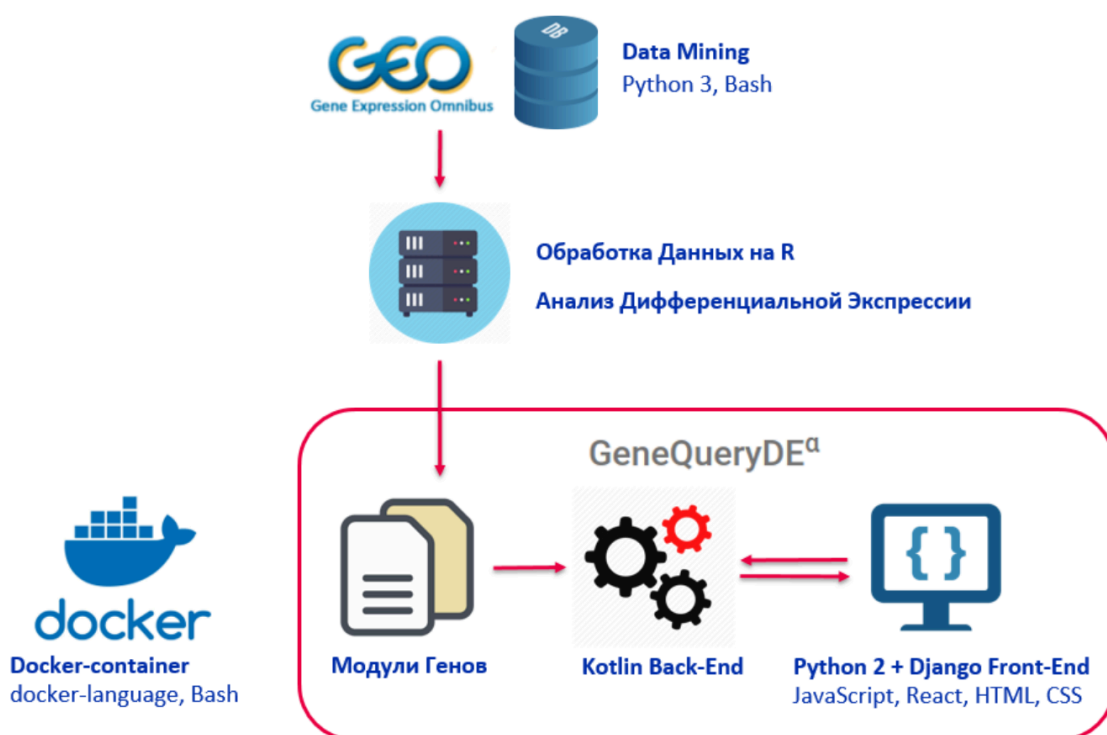 GEO
Gene Expression Omnibus
DB
Data Mining
Python 3, Bash
Обработка Данных на R
Анализ Дифференциальной Экспрессии
GeneQueryDEα
docker
Docker-container
docker-language, Bash
Модули Генов
Kotlin Back-End
{ }
Python 2 + Django Front-End
JavaScript, React, HTML, CSS